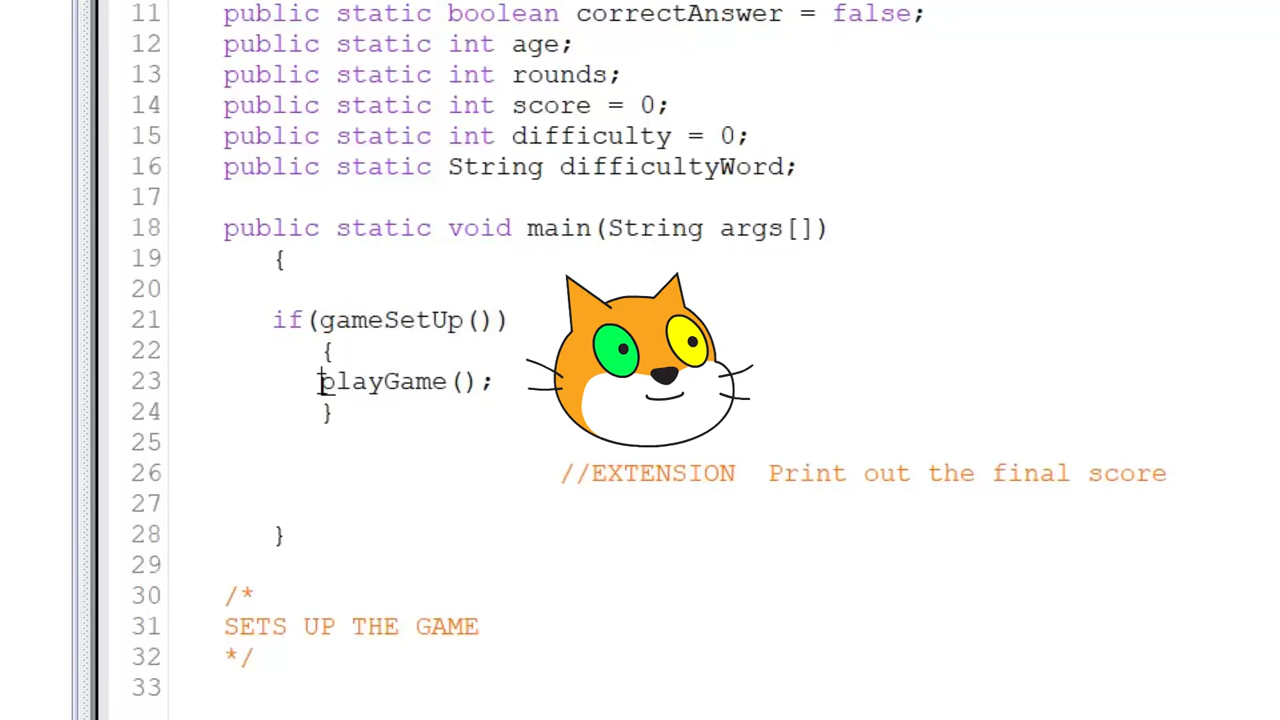 11 public static boolean correctAnswer = false;
12 public static int age;
13 public static int rounds;
14 public static int score = 0;
15 public static int difficulty = 0;
16 public static String difficultyWord;
17
18 public static void main(String args[])
19 {
20
21 if(gameSetUp())
22 {
23 playGame();
24 }
25
26 //EXTENSION Print out the final score
27
28 }
29
30 /*
31 SETS UP THE GAME
32 */
33